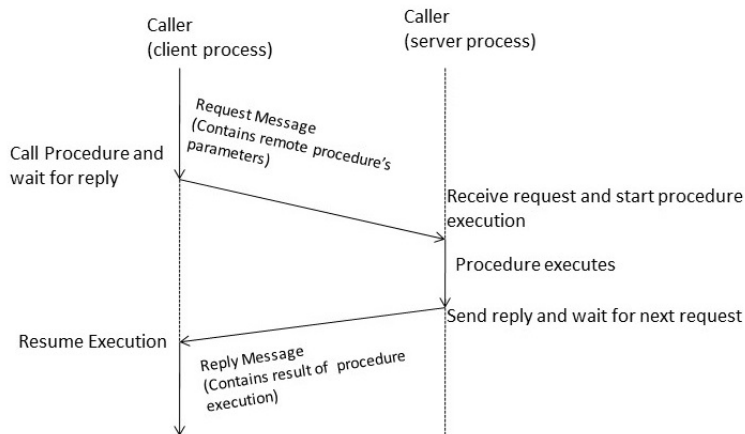 Caller
(client process)
Caller
(server process)
Request Message
(Contains remote procedure's
parameters)
Call Procedure and
wait for reply
Receive request and start procedure
execution
Procedure executes
Send reply and wait for next request
Resume Execution
Reply Message
(Contains result of procedure
execution)